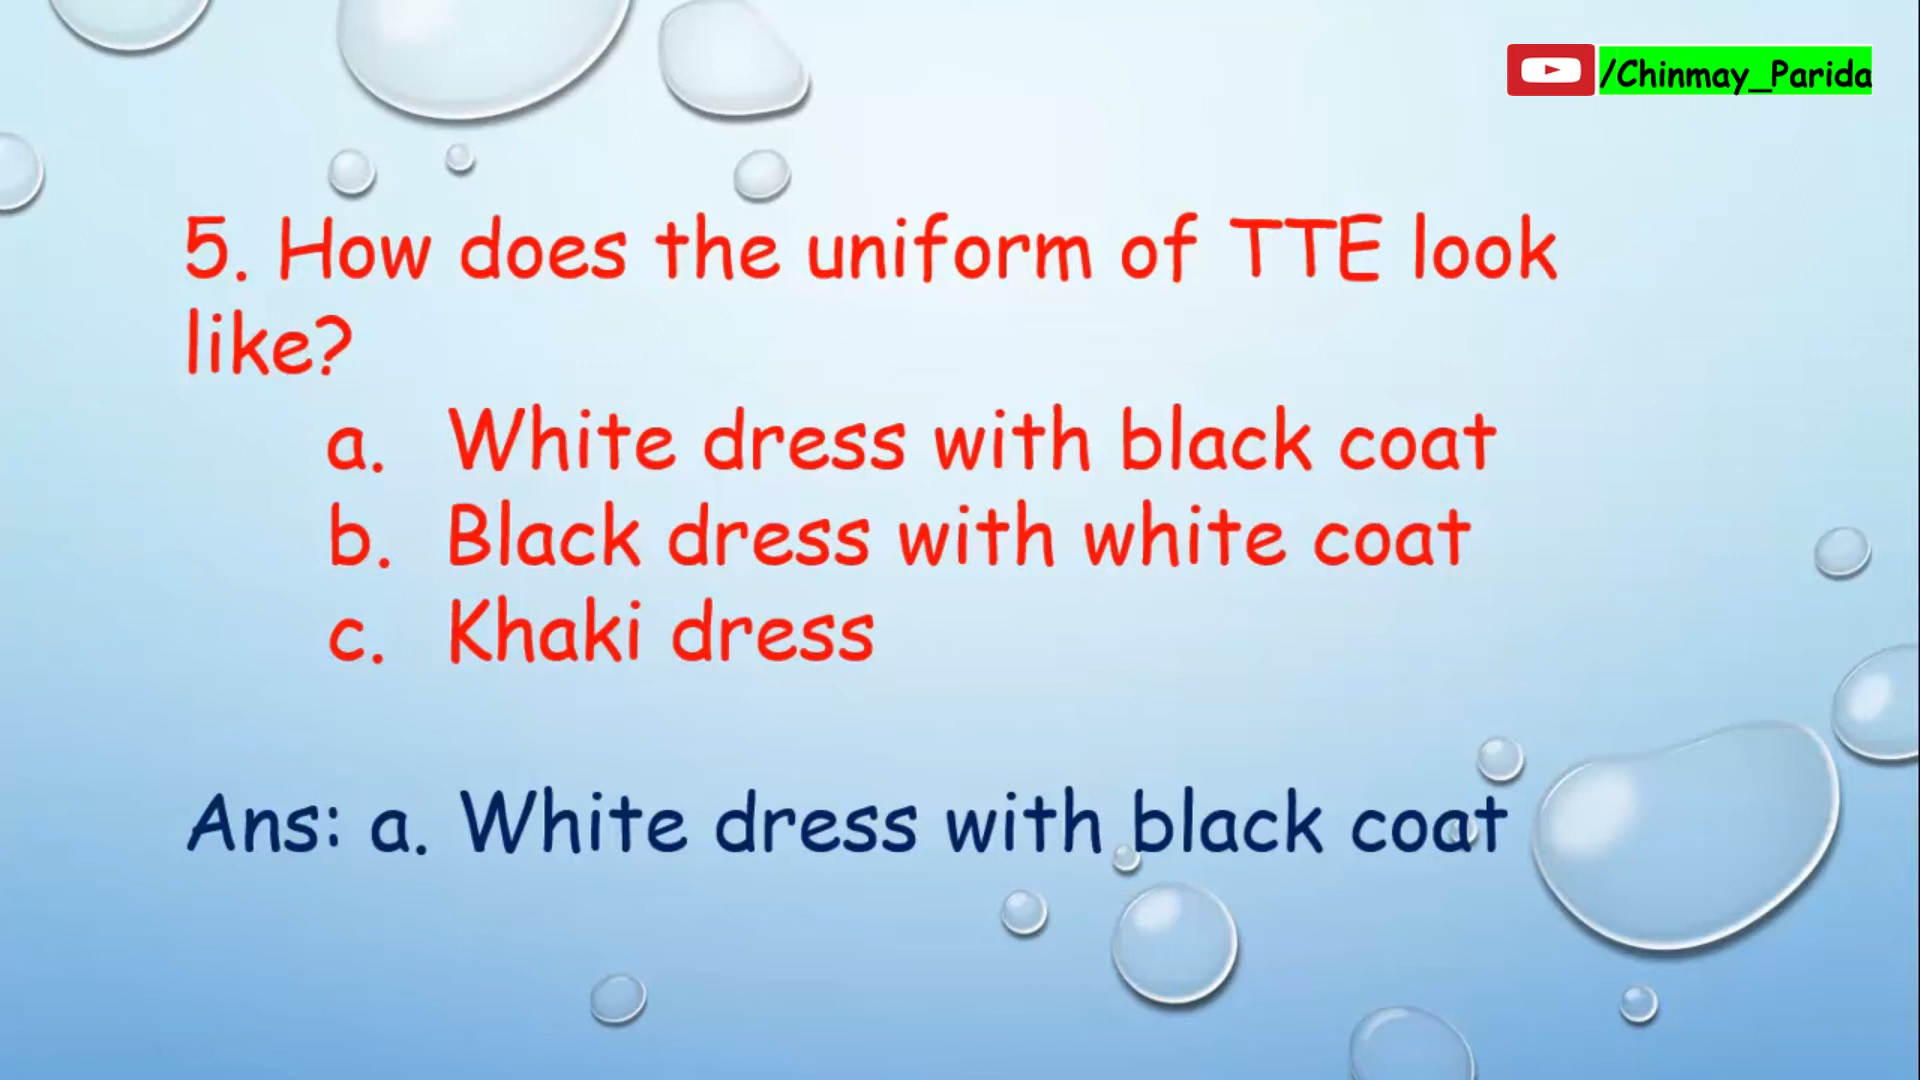 /Chinmay_Parida
5. How does the uniform of TTE look
like?
a. White dress with black coat
b. Black dress with white coat
c. Khaki dress
Ans: a. White dress with black coat